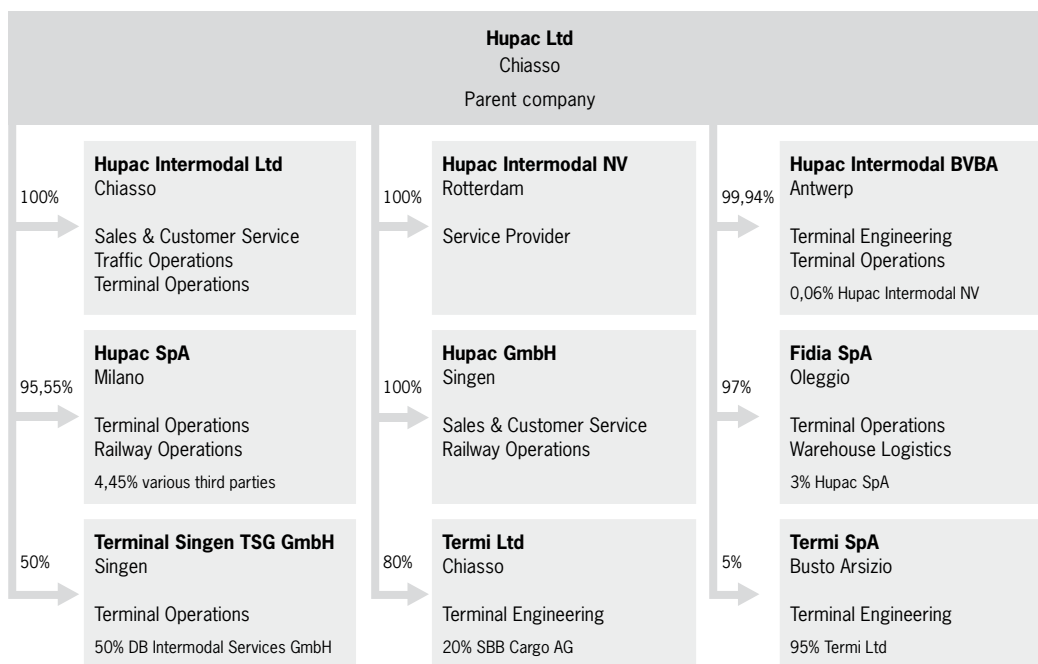 Hupac Ltd
Chiasso
Parent company
100%
Hupac Intermodal Ltd
Chiasso
Sales & Customer Service
Traffic Operations
Terminal Operations
100%
Hupac Intermodal NV
Rotterdam
Service Provider
99,94%
Hupac Intermodal BVBA
Antwerp
Terminal Engineering
Terminal Operations
0,06% Hupac Intermodal NV
95,55%
Hupac SpA
Milano
Terminal Operations
Railway Operations
4,45% various third parties
100%
Hupac GmbH
Singen
Sales & Customer Service
Railway Operations
97%
Fidia SpA
Oleggio
Terminal Operations
Warehouse Logistics
3% Hupac SpA
50%
Terminal Singen TSG GmbH
Singen
Terminal Operations
50% DB Intermodal Services GmbH
80%
Termi Ltd
Chiasso
Terminal Engineering
20% SBB Cargo AG
5%
Termi SpA
Busto Arsizio
Terminal Engineering
95% Termi Ltd